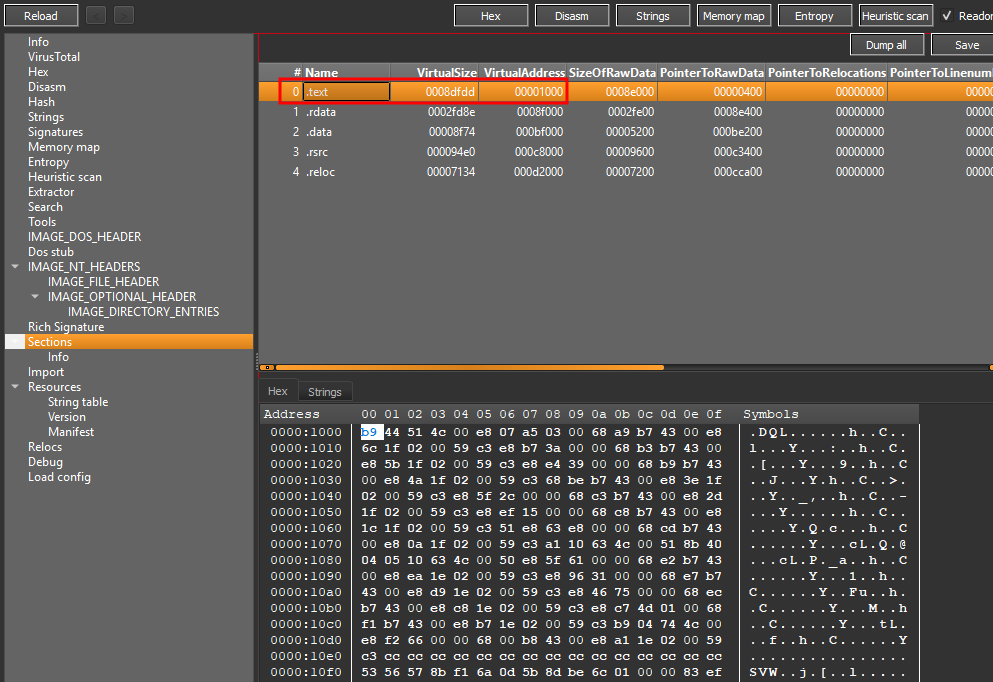 Reload < > Hex Disasm Strings Memory map Entropy Heuristic scan Reador
Dump all Save
Info
VirusTotal
Hex
Disasm
Hash
Strings
Signatures
Memory map
Entropy
Heuristic scan
Extractor
Search
Tools
IMAGE_DOS_HEADER
Dos stub
IMAGE_NT_HEADERS
IMAGE_FILE_HEADER
IMAGE_OPTIONAL_HEADER
IMAGE_DIRECTORY_ENTRIES
Rich Signature
Sections
Info
Import
Resources
String table
Version
Manifest
Relocs
Debug
Load config
# Name VirtualSize VirtualAddress SizeOfRawData PointerToRawData PointerToRelocations PointerToLinenum
0 .text 0008dfdd 00001000 0008e000 00000400 00000000 0000
1 .rdata 0002fd8e 0008f000 0002fe00 0008e400 00000000 0000
2 .data 00008f74 000bf000 00005200 000be200 00000000 0000
3 .rsrc 000094e0 000c8000 00009600 000c3400 00000000 0000
4 .reloc 00007134 000d2000 00007200 000cca00 00000000 0000
Hex Strings
Address 00 01 02 03 04 05 06 07 08 09 0a 0b 0c 0d 0e 0f Symbols
0000:1000 b9 44 51 4c 00 e8 07 a5 03 00 68 a9 b7 43 00 e8 .DQL......h..C..
0000:1010 6c 1f 02 00 59 c3 e8 b7 3a 00 00 68 b3 b7 43 00 l...Y...:..h..C.
0000:1020 e8 5b 1f 02 00 59 c3 e8 e4 39 00 00 68 b9 b7 43 .[...Y...9..h..C
0000:1030 00 e8 4a 1f 02 00 59 c3 68 be b7 43 00 e8 3e 1f ..J...Y.h..C..>.
0000:1040 02 00 59 c3 e8 5f 2c 00 00 68 c3 b7 43 00 e8 2d ..Y.._,..h..C..-
0000:1050 1f 02 00 59 c3 e8 ef 15 00 00 68 c8 b7 43 00 e8 ...Y......h..C..
0000:1060 1c 1f 02 00 59 c3 51 e8 63 e8 00 00 68 cd b7 43 ....Y.Q.c...h..C
0000:1070 00 e8 0a 1f 02 00 59 c3 a1 10 63 4c 00 51 8b 40 ......Y...cL.Q.@
0000:1080 04 05 10 63 4c 00 50 e8 5f 61 00 00 68 e2 b7 43 ...cL.P._a..h..C
0000:1090 00 e8 ea 1e 02 00 59 c3 e8 96 31 00 00 68 e7 b7 ......Y...1..h..
0000:10a0 43 00 e8 d9 1e 02 00 59 c3 e8 46 75 00 00 68 ec C......Y..Fu..h.
0000:10b0 b7 43 00 e8 c8 1e 02 00 59 c3 e8 c7 4d 01 00 68 .C......Y...M..h
0000:10c0 f1 b7 43 00 e8 b7 1e 02 00 59 c3 b9 04 74 4c 00 ..C......Y...tL.
0000:10d0 e8 f2 66 00 00 68 00 b8 43 00 e8 a1 1e 02 00 59 ..f..h..C......Y
0000:10e0 c3 cc cc cc cc cc cc cc cc cc cc cc cc cc cc cc ................
0000:10f0 53 56 57 8b f1 6a 0d 5b 8d be 6c 01 00 00 83 ef SVW..j.[..l.....